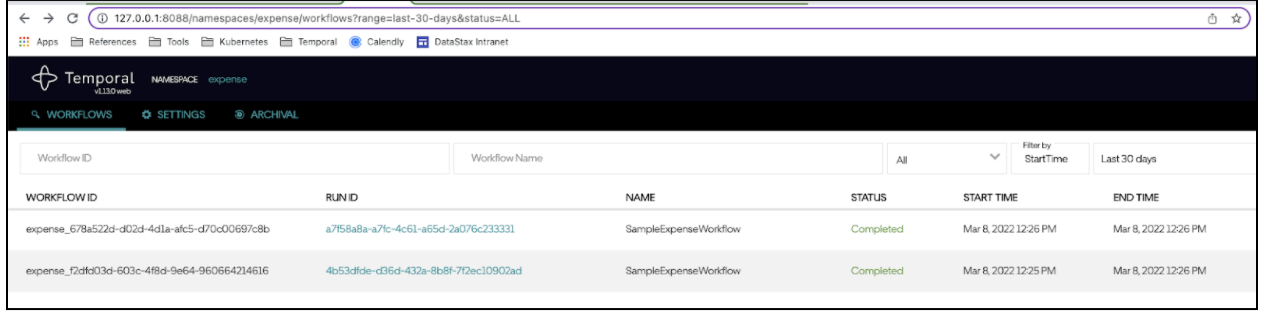 127.0.0.1:8088/namespaces/expense/workflows?range=last-30-days&status=ALL
Apps References Tools Kubernetes Temporal Calendly DataStax Intranet
Temporal NAMESPACE expense
v1.13.0 web
WORKFLOWS SETTINGS ARCHIVAL
Workflow ID Workflow Name All Filter by StartTime Last 30 days
WORKFLOW ID RUN ID NAME STATUS START TIME END TIME
expense_678a522d-d02d-4d1a-afc5-d70c00697c8b a7f58a8a-a7fc-4c61-a65d-2a076c233331 SampleExpenseWorkflow Completed Mar 8, 2022 12:26 PM Mar 8, 2022 12:26 PM
expense_f2dfd03d-603c-4f8d-9e64-960664214616 4b53dfde-d36d-432a-8b8f-7f2ec10902ad SampleExpenseWorkflow Completed Mar 8, 2022 12:25 PM Mar 8, 2022 12:26 PM